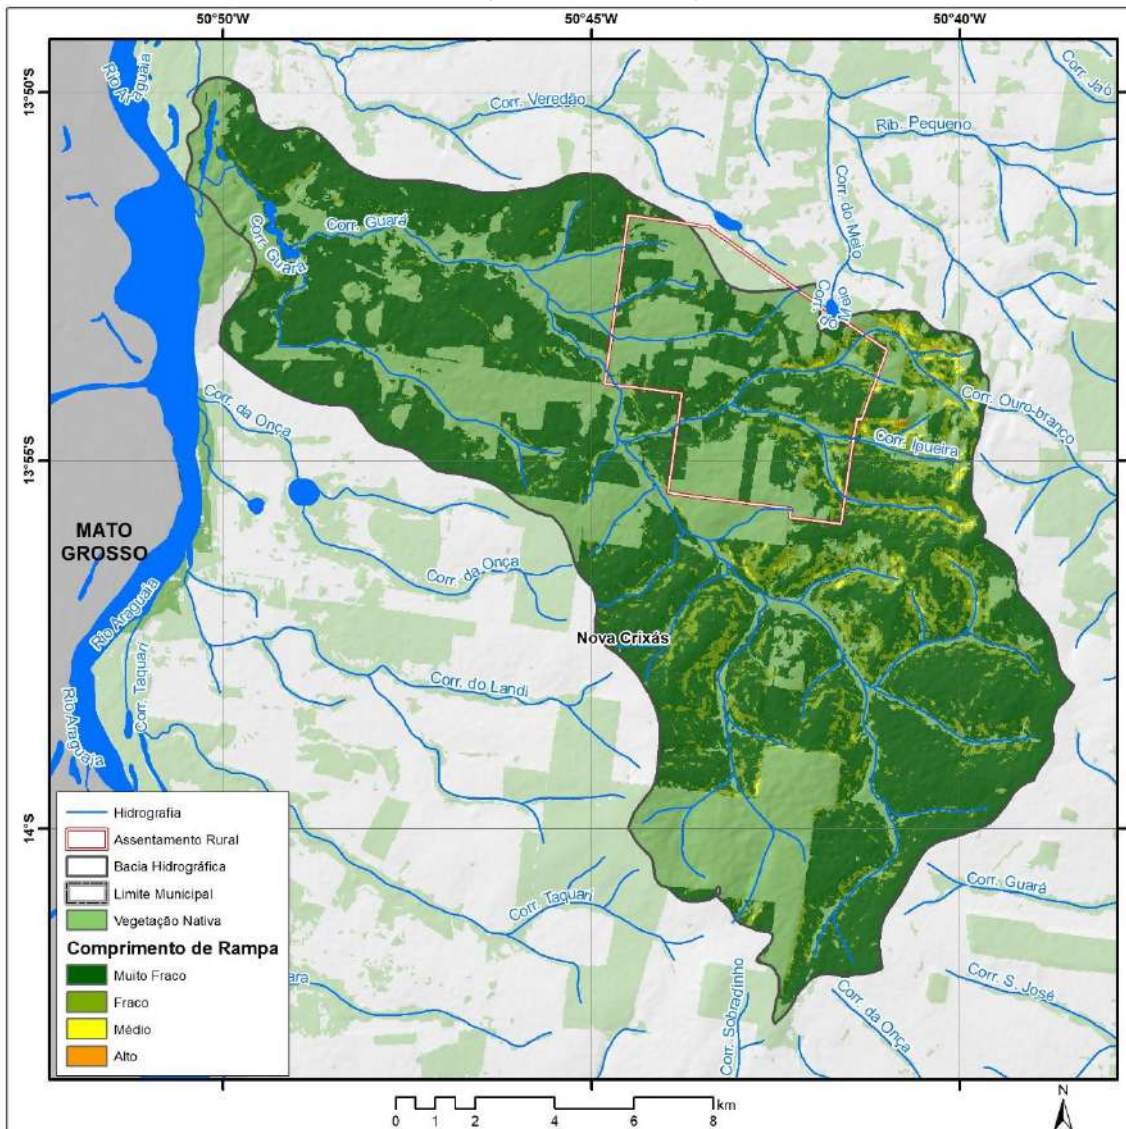 50°50'W
50°45'W
50°40'W
13°50'S
13°55'S
14°S
Rio Araguaia
Corr. Veredão
Corr. Jaó
Rib. Pequeno
Corr. do Meio
Corr. Guará
Corr. Guará
Corr. do Meio
Corr. Ouro-branco
Corr. Ipueira
Corr. da Onça
MATO
GROSSO
Corr. da Onça
Rio Araguaia
Nova Crixás
Corr. Taquari
Corr. do Landi
Rio Araguaia
Corr. Taquari
Corr. Guará
Corr. S. José
Corr. Sobradinho
Corr. da Onça
ara
Hidrografia
Assentamento Rural
Bacia Hidrográfica
Limite Municipal
Vegetação Nativa
Comprimento de Rampa
Muito Fraco
Fraco
Médio
Alto
0 1 2 4 6 8 km
N